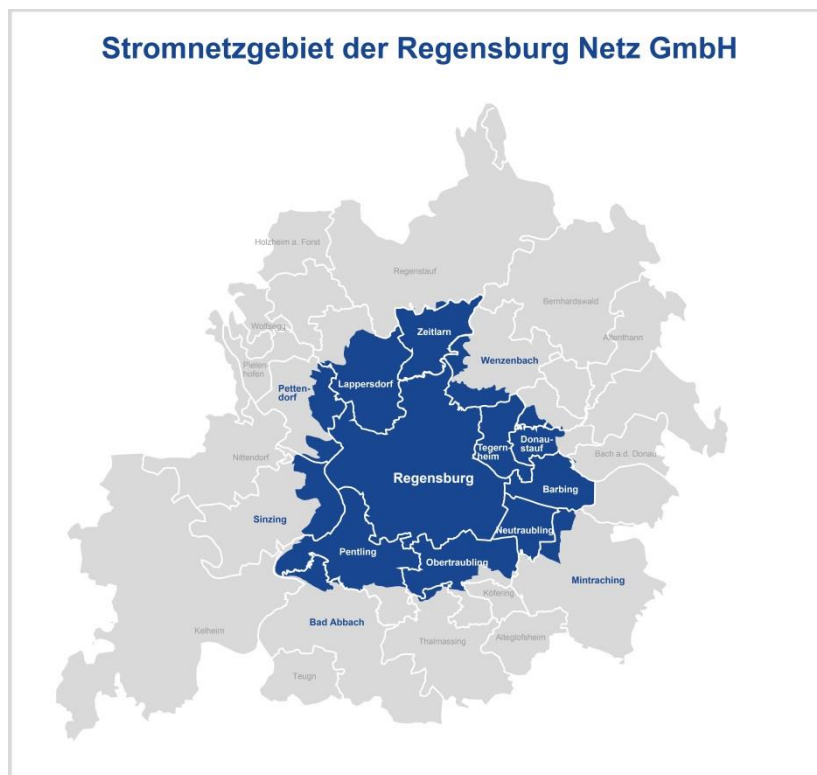 Stromnetzgebiet der Regensburg Netz GmbH
Holzheim a. Forst
Regenstauf
Bernhardswald
Wolfsegg
Zeitlarn
Altenthann
Wenzenbach
Pielen-
hofen
Petten-
dorf
Lappersdorf
Donau-
stauf
Tegern-
heim
Bach a.d. Donau
Nittendorf
Regensburg
Barbing
Sinzing
Neutraubling
Pentling
Obertraubling
Mintraching
Köfering
Bad Abbach
Kelheim
Thalmassing
Alteglofsheim
Teugn